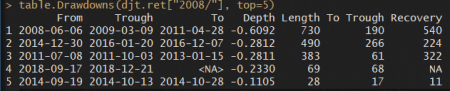 > table.Drawdowns(djt.ret["2008/"], top=5)
From Trough To Depth Length To Trough Recovery
1 2008-06-06 2009-03-09 2011-04-28 -0.6092 730 190 540
2 2014-12-30 2016-01-20 2016-12-07 -0.2812 490 266 224
3 2011-07-08 2011-10-03 2013-01-15 -0.2811 383 61 322
4 2018-09-17 2018-12-21 <NA> -0.2330 69 68 NA
5 2014-09-19 2014-10-13 2014-10-28 -0.1105 28 17 11